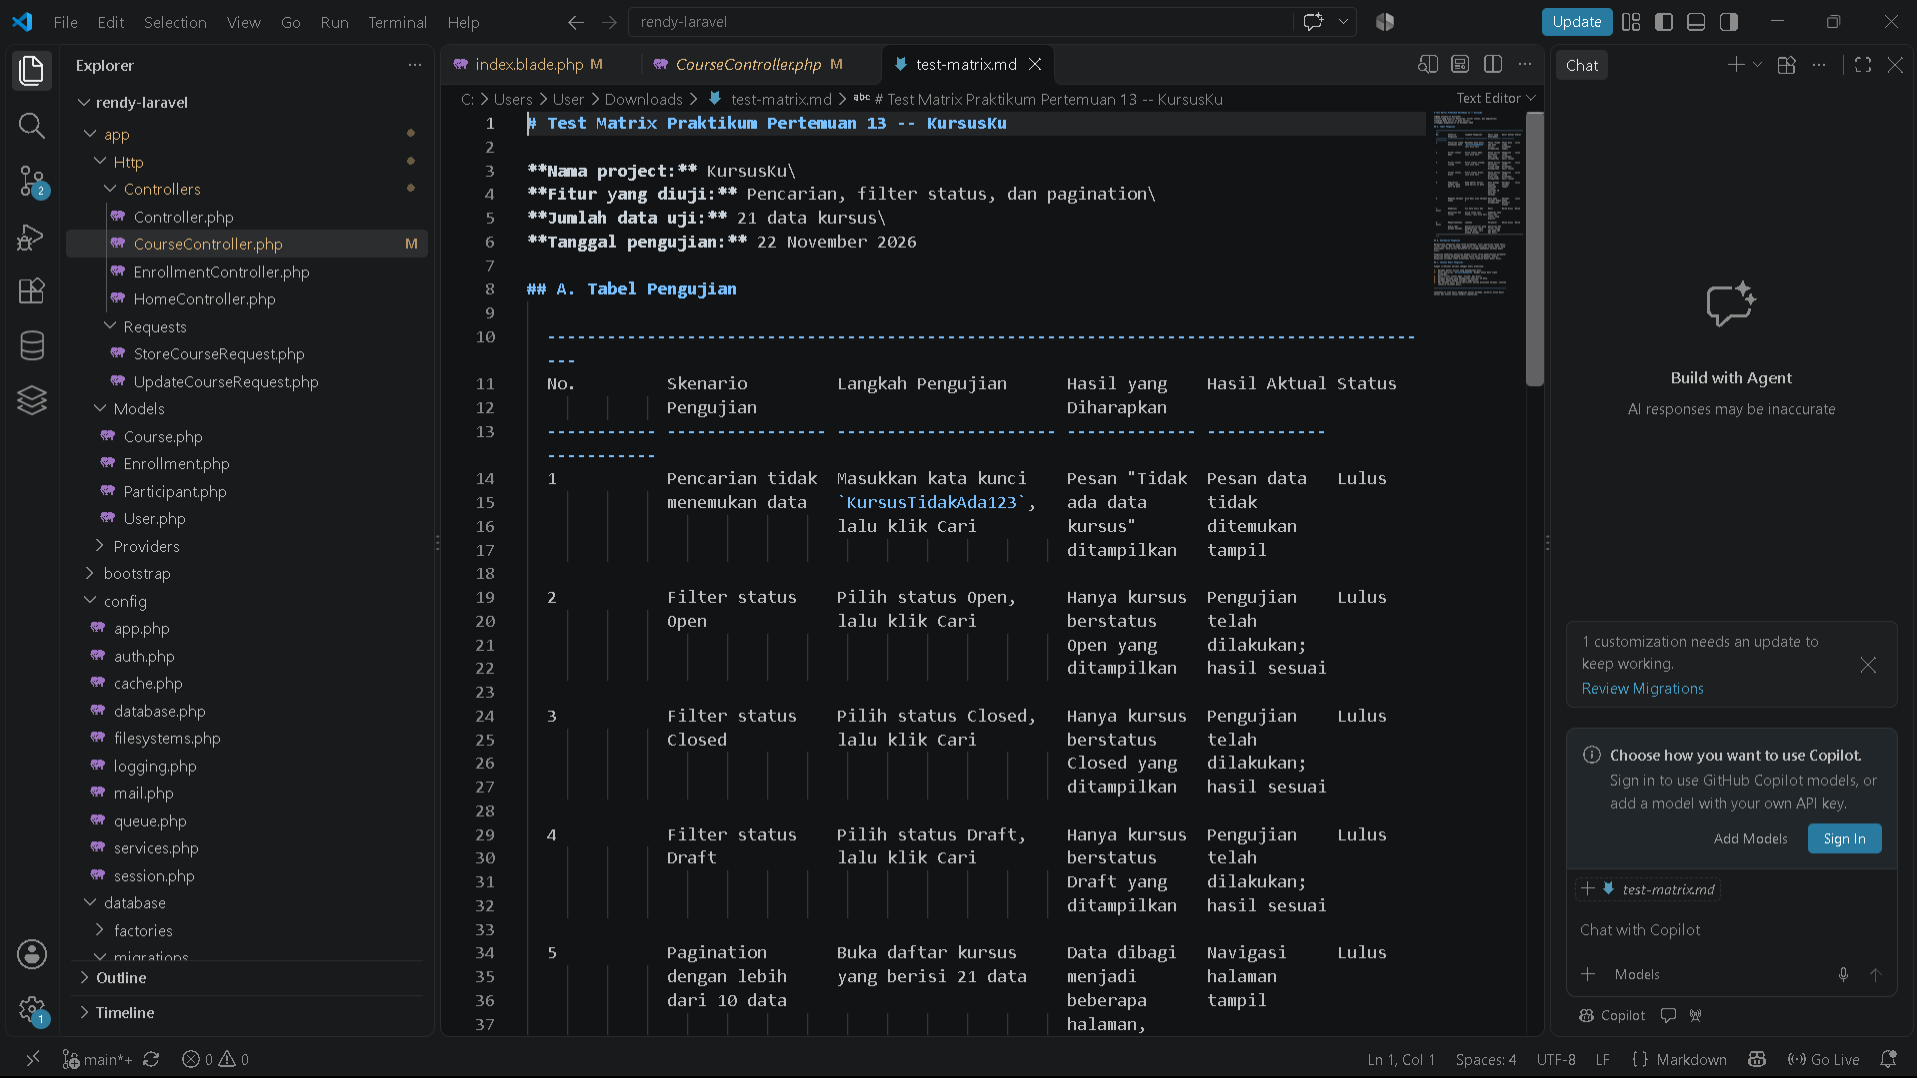 File Edit Selection View Go Run Terminal Help
rendy-laravel
Update
Explorer
rendy-laravel
app
Http
Controllers
Controller.php
CourseController.php M
EnrollmentController.php
HomeController.php
Requests
StoreCourseRequest.php
UpdateCourseRequest.php
Models
Course.php
Enrollment.php
Participant.php
User.php
Providers
bootstrap
config
app.php
auth.php
cache.php
database.php
filesystems.php
logging.php
mail.php
queue.php
services.php
session.php
database
factories
migrations
Outline
Timeline
2
1
index.blade.php M
CourseController.php M
test-matrix.md
C: > Users > User > Downloads > test-matrix.md > abc # Test Matrix Praktikum Pertemuan 13 -- KursusKu
Text Editor
1 # Test Matrix Praktikum Pertemuan 13 -- KursusKu
2
3 **Nama project:** KursusKu\
4 **Fitur yang diuji:** Pencarian, filter status, dan pagination\
5 **Jumlah data uji:** 21 data kursus\
6 **Tanggal pengujian:** 22 November 2026
7
8 ## A. Tabel Pengujian
9
10 ---------------------------------------------------------------------------------------
---
11 No. Skenario Langkah Pengujian Hasil yang Hasil Aktual Status
12 Pengujian Diharapkan
13 ----------- ---------------- ---------------------- ------------- ------------
-----------
14 1 Pencarian tidak Masukkan kata kunci Pesan "Tidak Pesan data Lulus
15 menemukan data `KursusTidakAda123`, ada data tidak
16 lalu klik Cari kursus" ditemukan
17 ditampilkan tampil
18
19 2 Filter status Pilih status Open, Hanya kursus Pengujian Lulus
20 Open lalu klik Cari berstatus telah
21 Open yang dilakukan;
22 ditampilkan hasil sesuai
23
24 3 Filter status Pilih status Closed, Hanya kursus Pengujian Lulus
25 Closed lalu klik Cari berstatus telah
26 Closed yang dilakukan;
27 ditampilkan hasil sesuai
28
29 4 Filter status Pilih status Draft, Hanya kursus Pengujian Lulus
30 Draft lalu klik Cari berstatus telah
31 Draft yang dilakukan;
32 ditampilkan hasil sesuai
33
34 5 Pagination Buka daftar kursus Data dibagi Navigasi Lulus
35 dengan lebih yang berisi 21 data menjadi halaman
36 dari 10 data beberapa tampil
37 halaman,
Chat
Build with Agent
AI responses may be inaccurate
1 customization needs an update to
keep working.
Review Migrations
Choose how you want to use Copilot.
Sign in to use GitHub Copilot models, or
add a model with your own API key.
Add Models Sign In
test-matrix.md
Chat with Copilot
Models
Copilot
main*+ 0 0
Ln 1, Col 1 Spaces: 4 UTF-8 LF { } Markdown Go Live